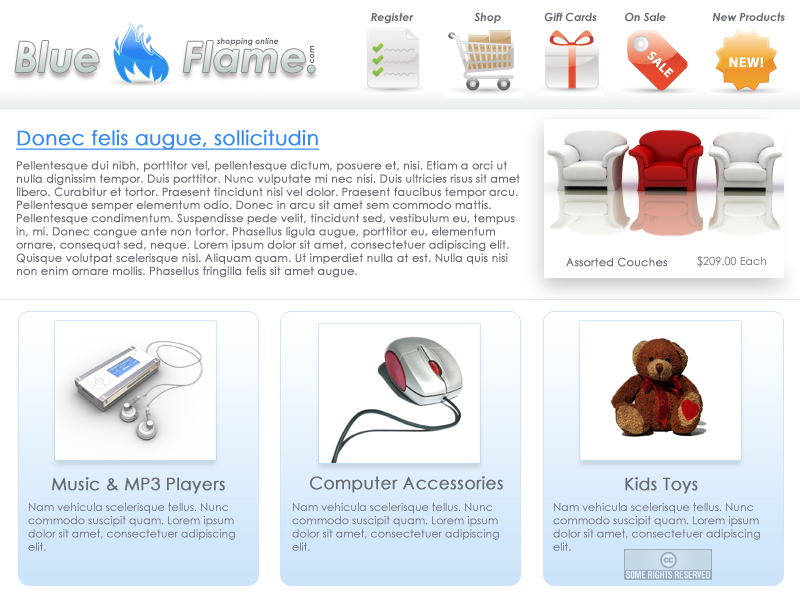 Register
Shop
Gift Cards
On Sale
New Products
Blue Flame.com
shopping online
SALE
NEW!
Donec felis augue, sollicitudin
Pellentesque dui nibh, porttitor vel, pellentesque dictum, posuere et, nisi. Etiam a orci ut
nulla dignissim tempor. Duis porttitor. Nunc vulputate mi nec nisi. Duis ultricies risus sit amet
libero. Curabitur et tortor. Praesent tincidunt nisi vel dolor. Praesent faucibus tempor arcu.
Pellentesque semper elementum odio. Donec in arcu sit amet sem commodo mattis.
Pellentesque condimentum. Suspendisse pede velit, tincidunt sed, vestibulum eu, tempus
in, mi. Donec congue ante non tortor. Phasellus ligula augue, porttitor eu, elementum
ornare, consequat sed, neque. Lorem ipsum dolor sit amet, consectetuer adipiscing elit.
Quisque volutpat scelerisque nisl. Aliquam quam. Ut imperdiet nulla at est. Nulla quis nisi
non enim ornare mollis. Phasellus fringilla felis sit amet augue.
Assorted Couches
$209.00 Each
Music & MP3 Players
Nam vehicula scelerisque tellus. Nunc
commodo suscipit quam. Lorem ipsum
dolor sit amet, consectetuer adipiscing
elit.
Computer Accessories
Nam vehicula scelerisque tellus. Nunc
commodo suscipit quam. Lorem ipsum
dolor sit amet, consectetuer adipiscing
elit.
Kids Toys
Nam vehicula scelerisque tellus. Nunc
commodo suscipit quam. Lorem ipsum
dolor sit amet, consectetuer adipiscing
elit.
cc
SOME RIGHTS RESERVED